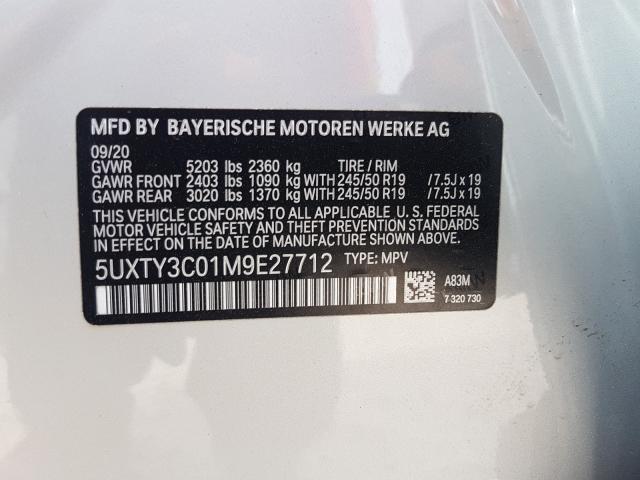 MFD BY BAYERISCHE MOTOREN WERKE AG
09/20
GVWR 5203 lbs 2360 kg TIRE / RIM
GAWR FRONT 2403 lbs 1090 kg WITH 245/50 R19 /7.5J x 19
GAWR REAR 3020 lbs 1370 kg WITH 245/50 R19 /7.5J x 19
THIS VEHICLE CONFORMS TO ALL APPLICABLE U. S. FEDERAL
MOTOR VEHICLE SAFETY AND THEFT PREVENTION STANDARDS
IN EFFECT ON THE DATE OF MANUFACTURE SHOWN ABOVE.
5UXTY3C01M9E27712 TYPE: MPV
A83M
7 320 730